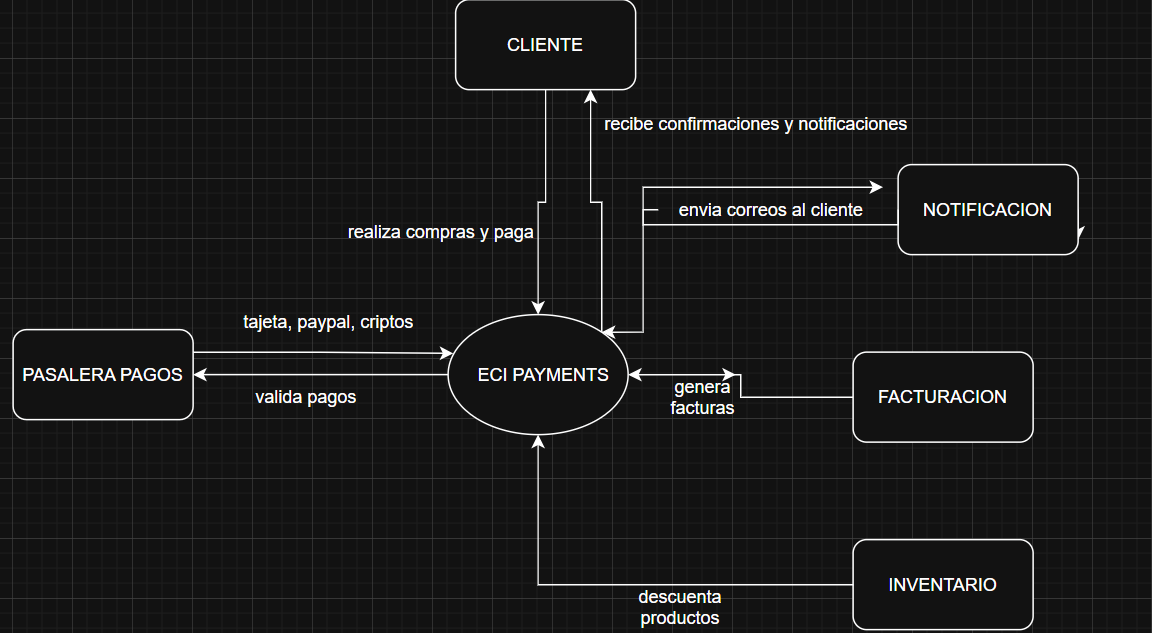 CLIENTE
recibe confirmaciones y notificaciones
envia correos al cliente
NOTIFICACION
realiza compras y paga
tajeta, paypal, criptos
PASALERA PAGOS
ECI PAYMENTS
valida pagos
genera
facturas
FACTURACION
INVENTARIO
descuenta
productos